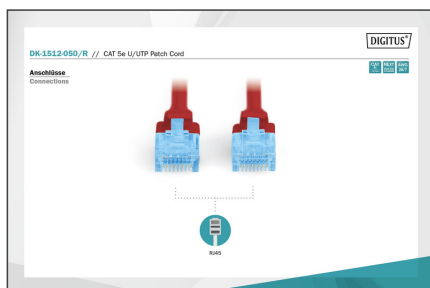 DIGITUS®
DK-1512-050/R // CAT 5e U/UTP Patch Cord
Anschlüsse
Connections
RJ45